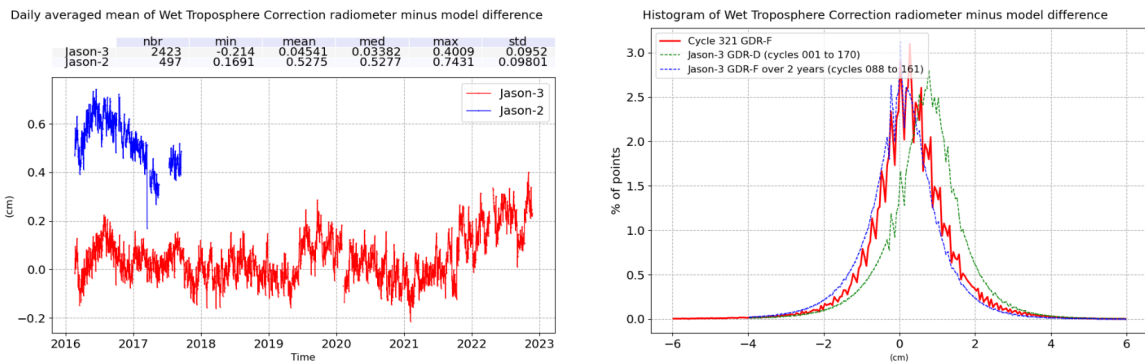 Daily averaged mean of Wet Troposphere Correction radiometer minus model difference
nbr min mean med max std
Jason-3 2423 -0.214 0.04541 0.03382 0.4009 0.0952
Jason-2 497 0.1691 0.5275 0.5277 0.7431 0.09801
Jason-3
Jason-2
0.6
0.4
0.2
0.0
−0.2
(cm)
2016 2017 2018 2019 2020 2021 2022 2023
Time
Histogram of Wet Troposphere Correction radiometer minus model difference
Cycle 321 GDR-F
Jason-3 GDR-D (cycles 001 to 170)
Jason-3 GDR-F over 2 years (cycles 088 to 161)
3.0
2.5
2.0
1.5
1.0
0.5
0.0
% of points
−6 −4 −2 0 2 4 6
(cm)